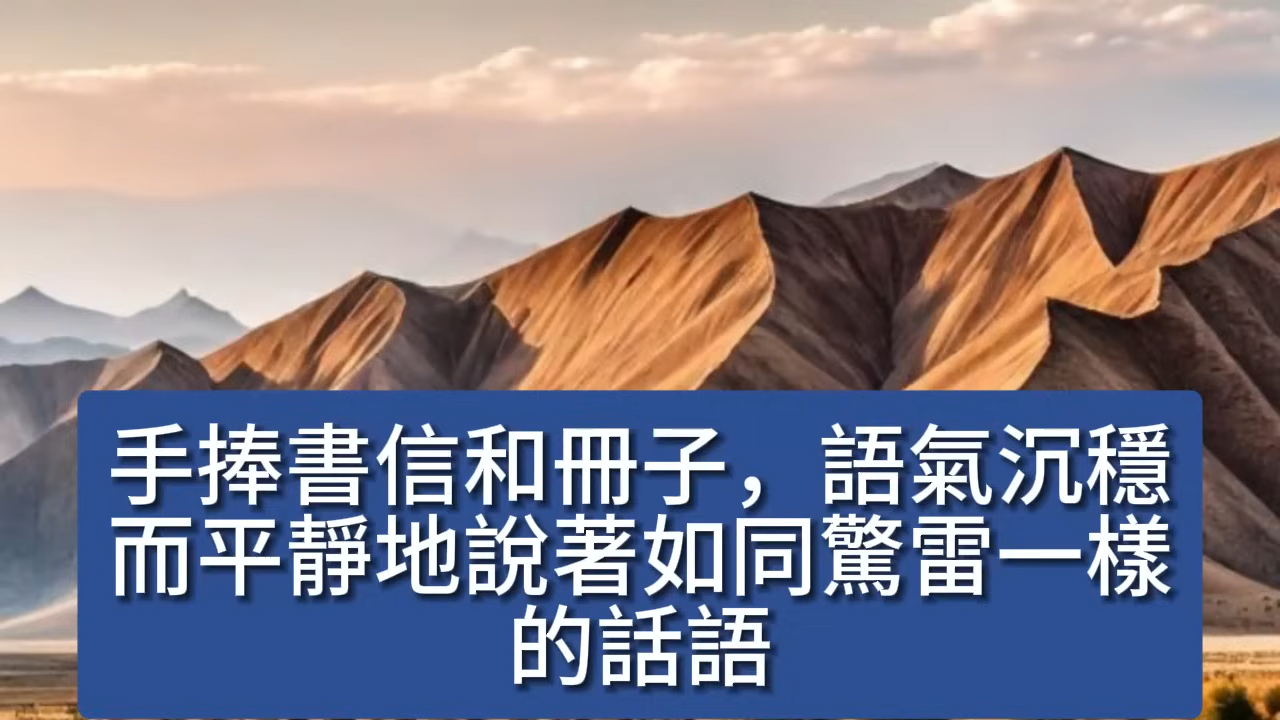 手捧書信和冊子，語氣沉穩
而平靜地說著如同驚雷一樣
的話語